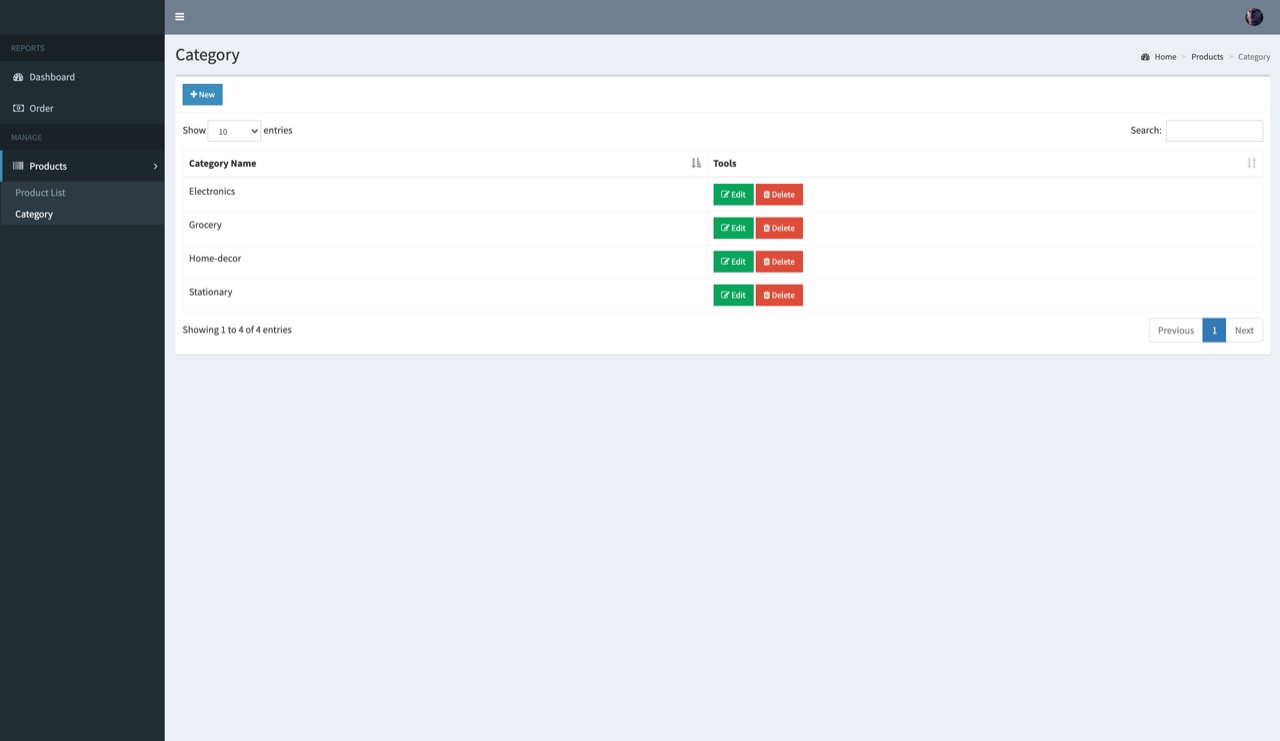 REPORTS
Dashboard
Order
MANAGE
Products
Product List
Category
Category
Home > Products > Category
New
Show 10 entries
Search:
Category Name Tools
Electronics Edit Delete
Grocery Edit Delete
Home-decor Edit Delete
Stationary Edit Delete
Showing 1 to 4 of 4 entries
Previous 1 Next